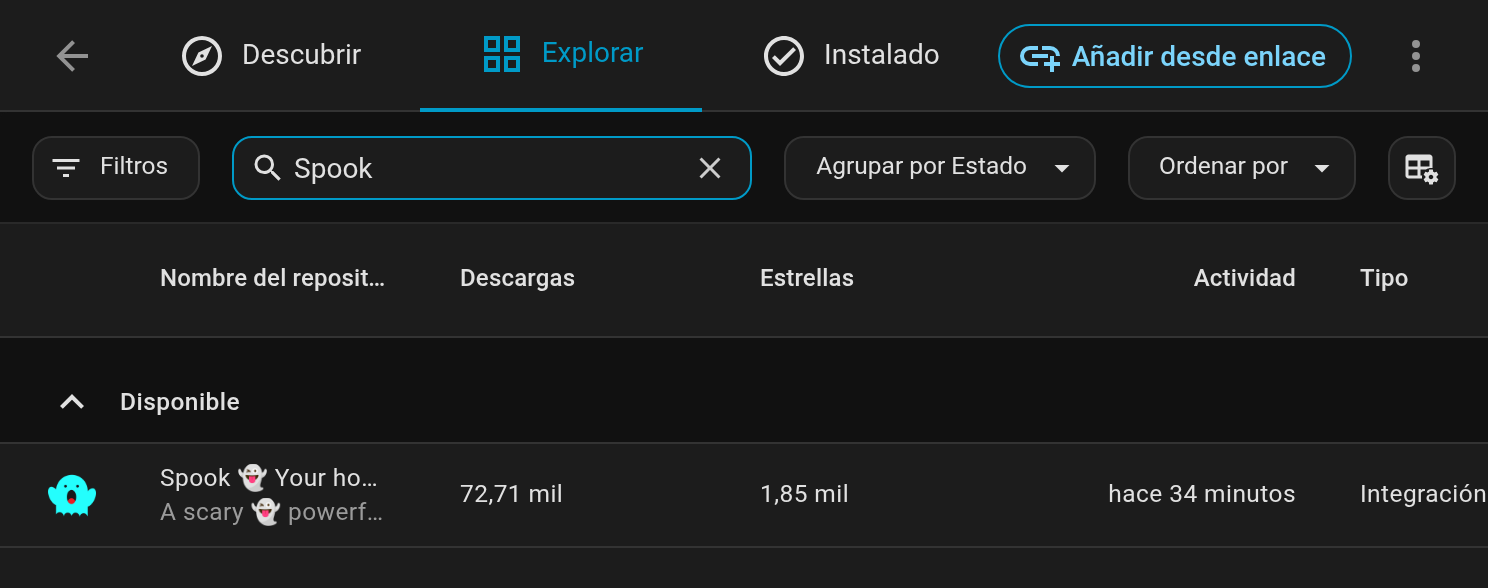 Descubrir Explorar Instalado Añadir desde enlace
Filtros Spook Agrupar por Estado Ordenar por
Nombre del reposit... Descargas Estrellas Actividad Tipo
Disponible
Spook 👻 Your ho...
A scary 👻 powerf...
72,71 mil 1,85 mil hace 34 minutos Integración